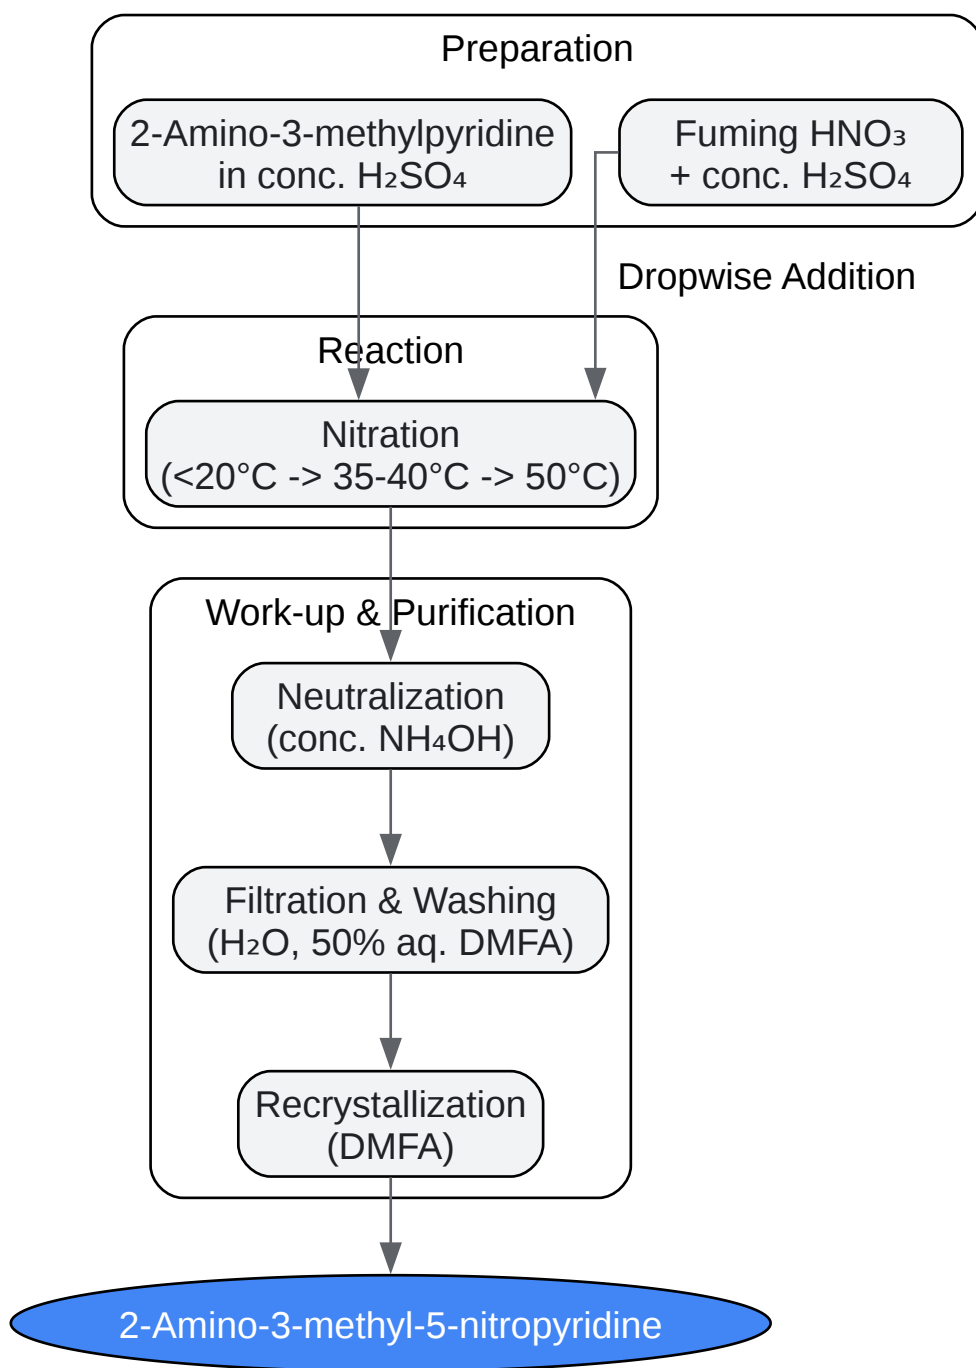 Preparation
2-Amino-3-methylpyridine
in conc. H₂SO₄
Fuming HNO₃
+ conc. H₂SO₄
Dropwise Addition
Reaction
Nitration
(<20°C -> 35-40°C -> 50°C)
Work-up & Purification
Neutralization
(conc. NH₄OH)
Filtration & Washing
(H₂O, 50% aq. DMFA)
Recrystallization
(DMFA)
2-Amino-3-methyl-5-nitropyridine